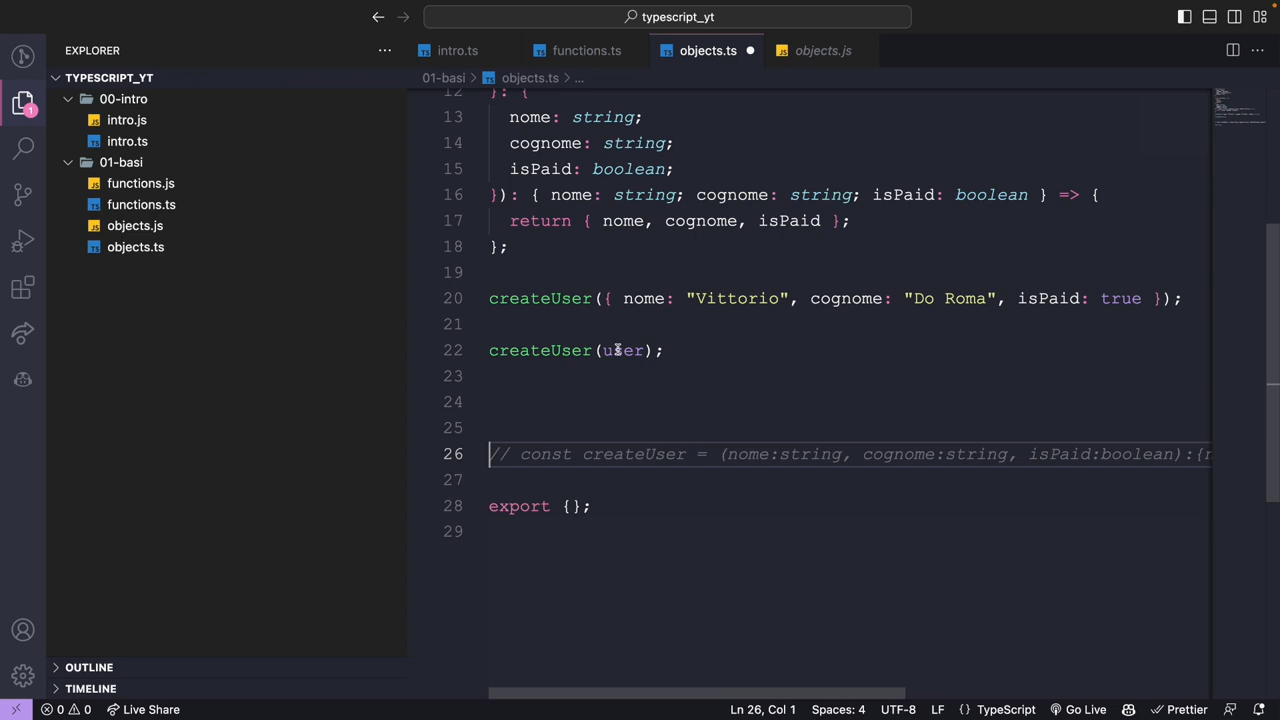 typescript_yt
EXPLORER
intro.ts
functions.ts
objects.ts
objects.js
TYPESCRIPT_YT
01-basi
objects.ts
...
00-intro
intro.js
intro.ts
01-basi
functions.js
functions.ts
objects.js
objects.ts
OUTLINE
TIMELINE
1
12 }: {
13 nome: string;
14 cognome: string;
15 isPaid: boolean;
16 }): { nome: string; cognome: string; isPaid: boolean } => {
17 return { nome, cognome, isPaid };
18 };
19
20 createUser({ nome: "Vittorio", cognome: "Do Roma", isPaid: true });
21
22 createUser(user);
23
24
25
26 // const createUser = (nome:string, cognome:string, isPaid:boolean):{n
27
28 export {};
29
0 0 Live Share
Ln 26, Col 1 Spaces: 4 UTF-8 LF {} TypeScript Go Live Prettier